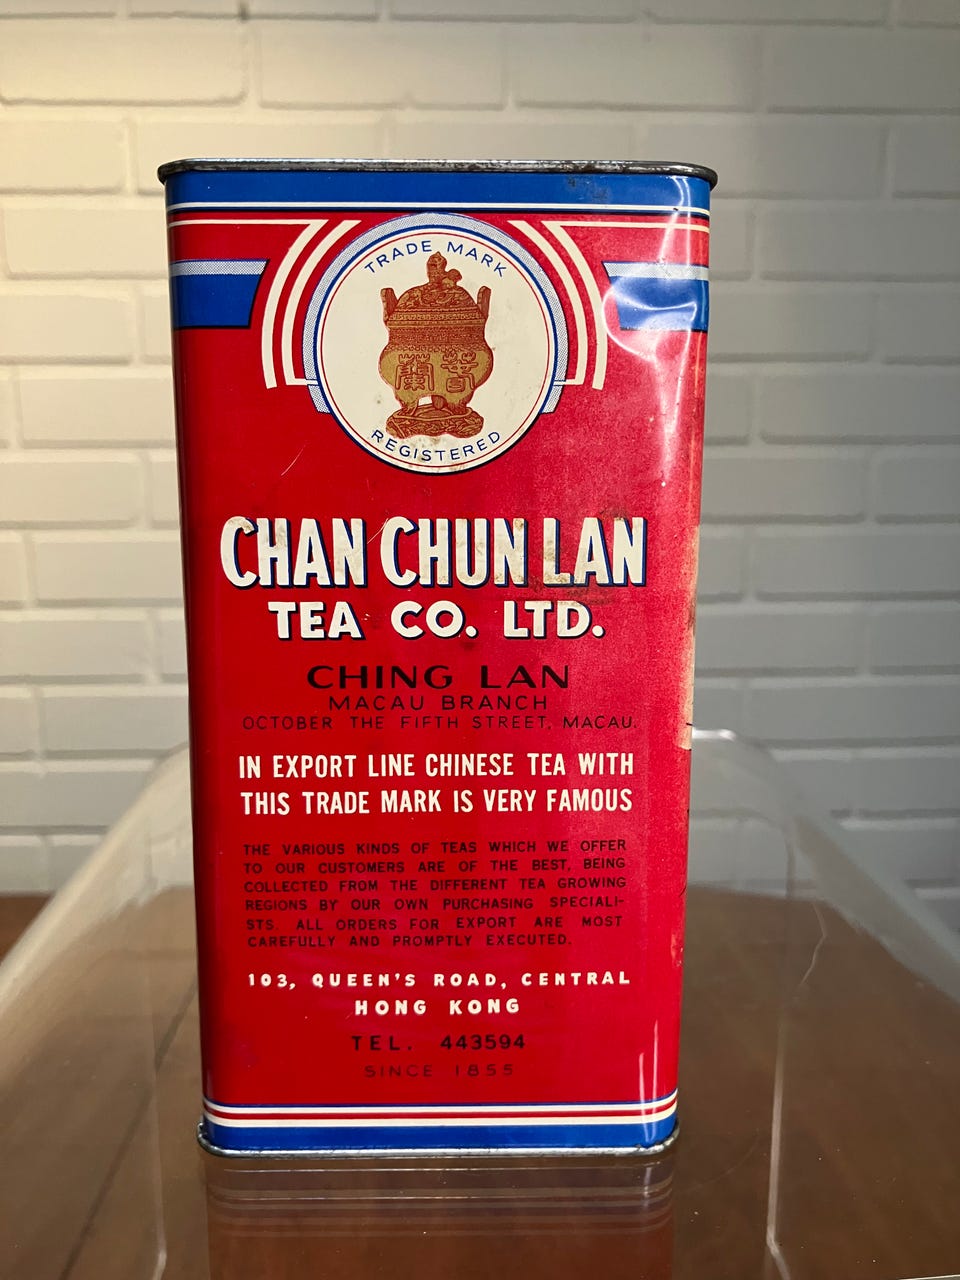 TRADE MARK
蘭菁
REGISTERED
CHAN CHUN LAN
TEA CO. LTD.
CHING LAN
MACAU BRANCH
OCTOBER THE FIFTH STREET, MACAU.
IN EXPORT LINE CHINESE TEA WITH
THIS TRADE MARK IS VERY FAMOUS
THE VARIOUS KINDS OF TEAS WHICH WE OFFER
TO OUR CUSTOMERS ARE OF THE BEST, BEING
COLLECTED FROM THE DIFFERENT TEA GROWING
REGIONS BY OUR OWN PURCHASING SPECIALI-
STS. ALL ORDERS FOR EXPORT ARE MOST
CAREFULLY AND PROMPTLY EXECUTED.
103, QUEEN'S ROAD, CENTRAL
HONG KONG
TEL. 443594
SINCE 1855